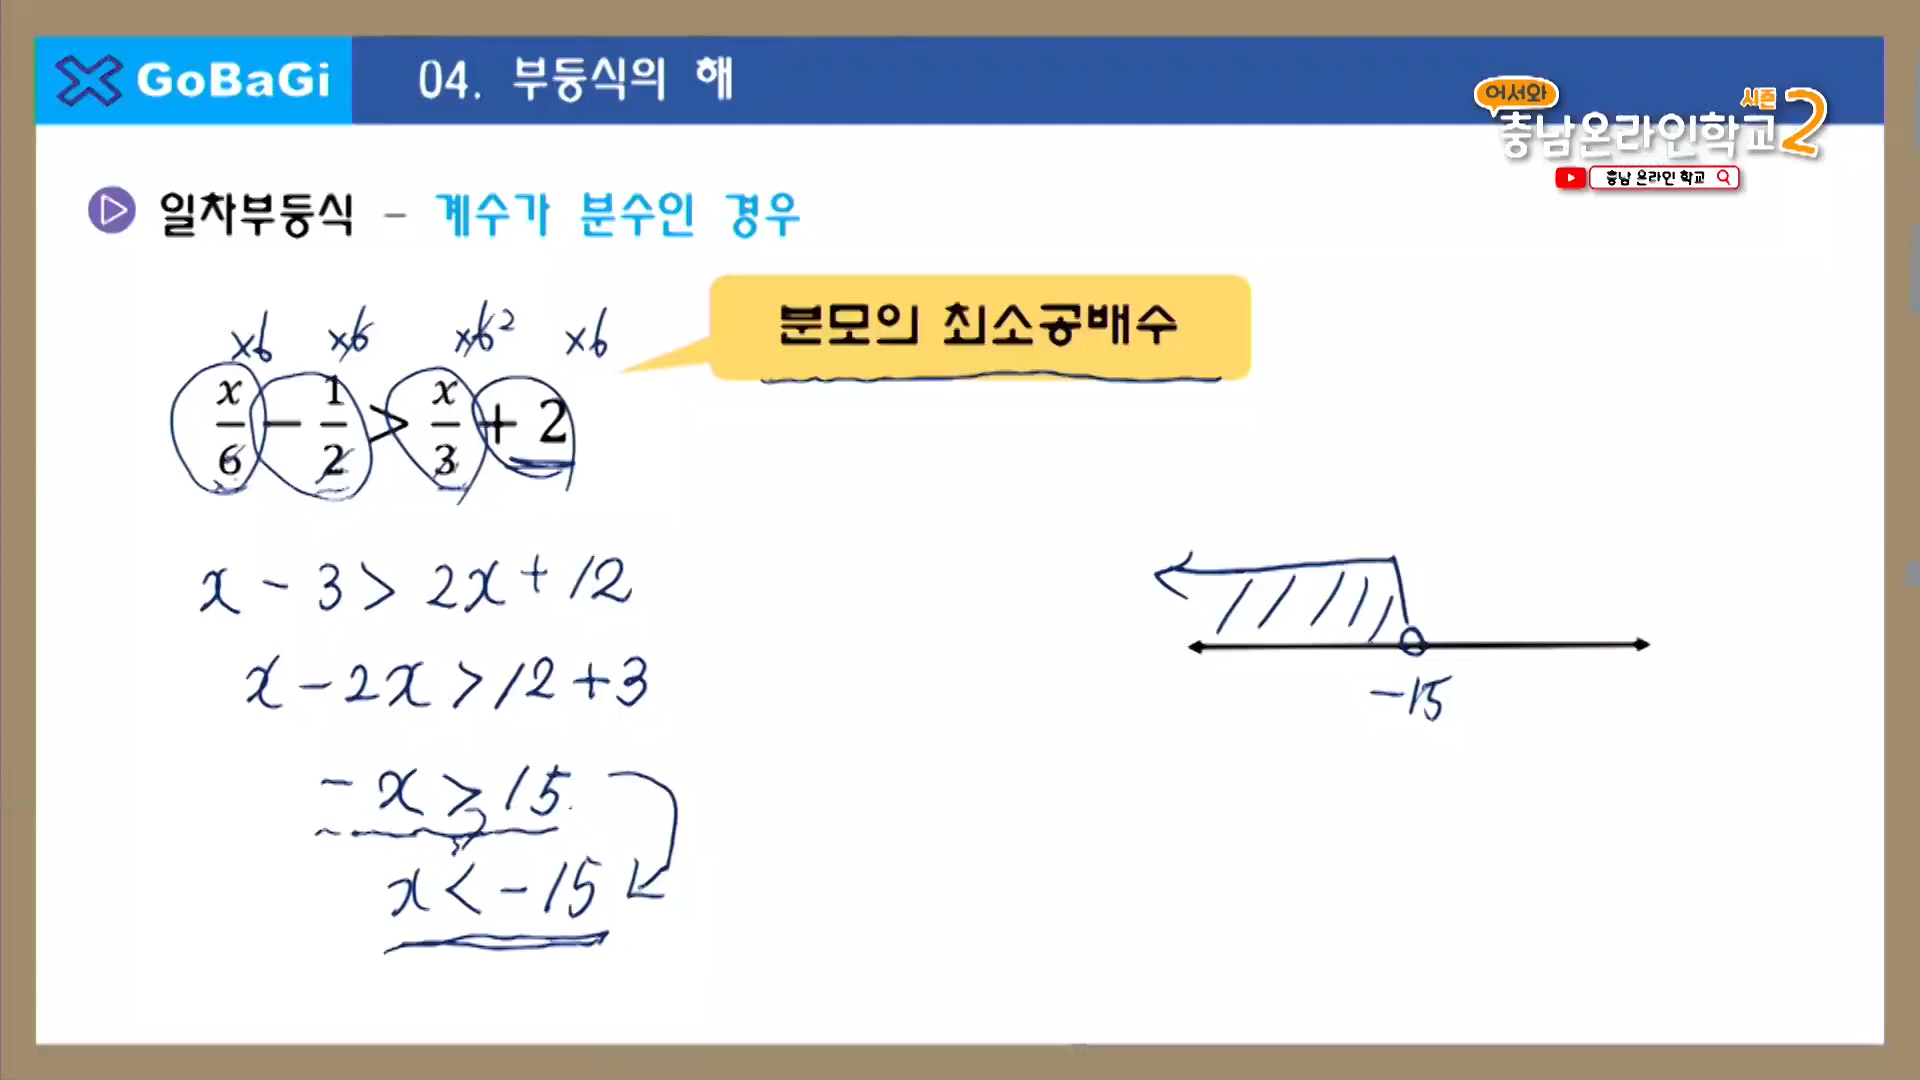 GoBaGi 04. 부등식의 해
어서와
충남온라인학교 시즌2
충남 온라인 학교
일차부등식 – 계수가 분수인 경우
×6 ×6 ×6² ×6
분모의 최소공배수
x/6 − 1/2 > x/3 + 2
x - 3 > 2x + 12
x - 2x > 12 + 3
-15
- x > 15
x < -15